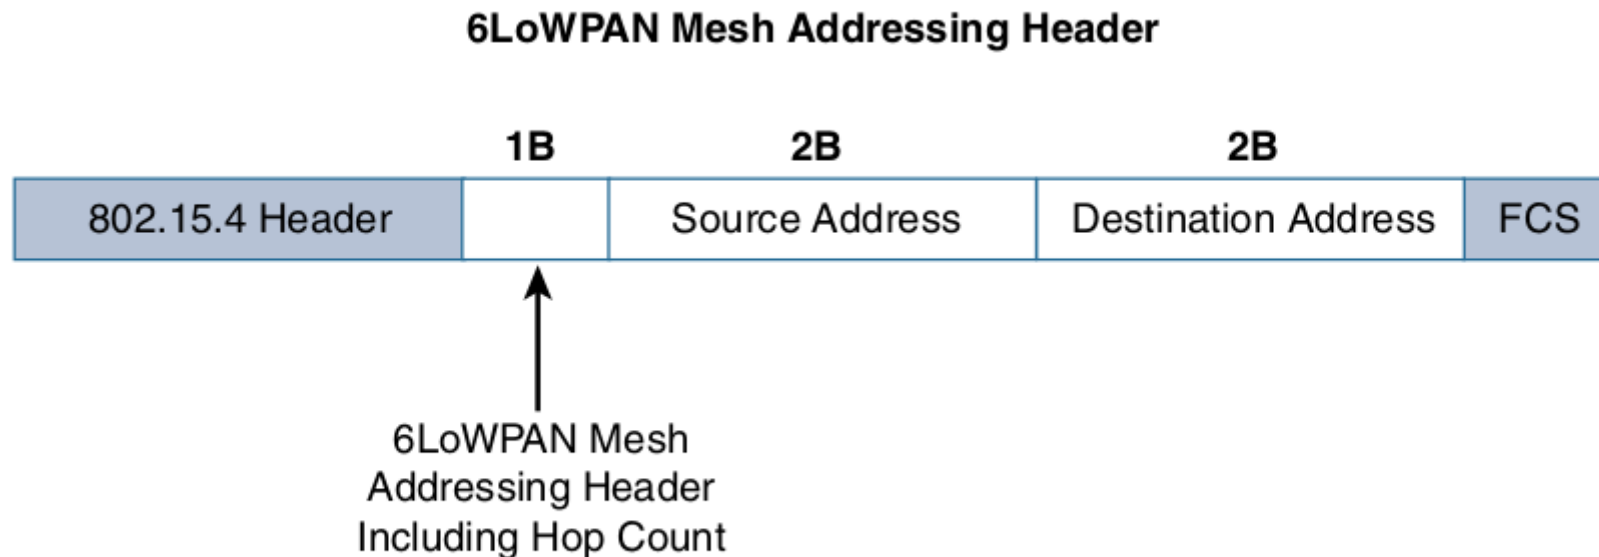 6LoWPAN Mesh Addressing Header
1B 2B 2B
802.15.4 Header Source Address Destination Address FCS
6LoWPAN Mesh
Addressing Header
Including Hop Count